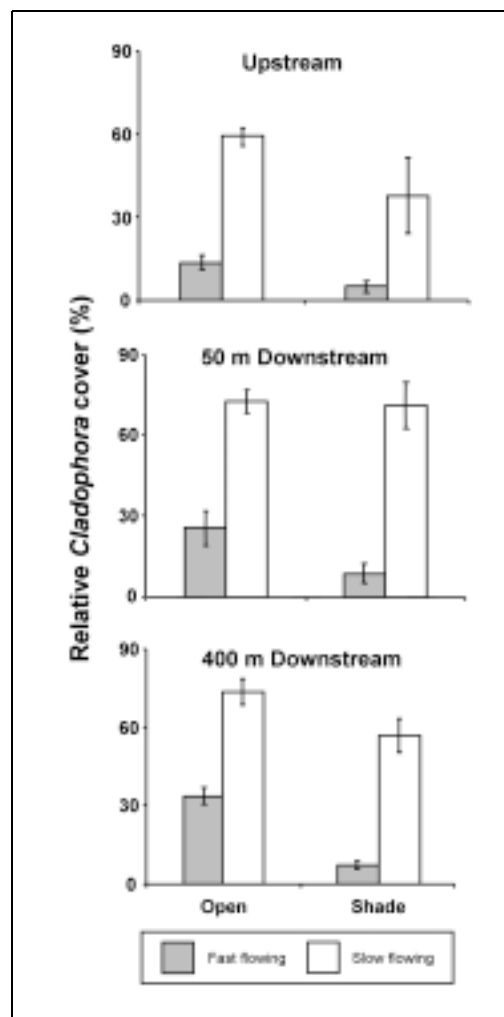 Relative Cladophora cover (%)
Upstream
90
60
30
0
50 m Downstream
90
60
30
0
400 m Downstream
90
60
30
0
Open Shade
Fast flowing Slow flowing